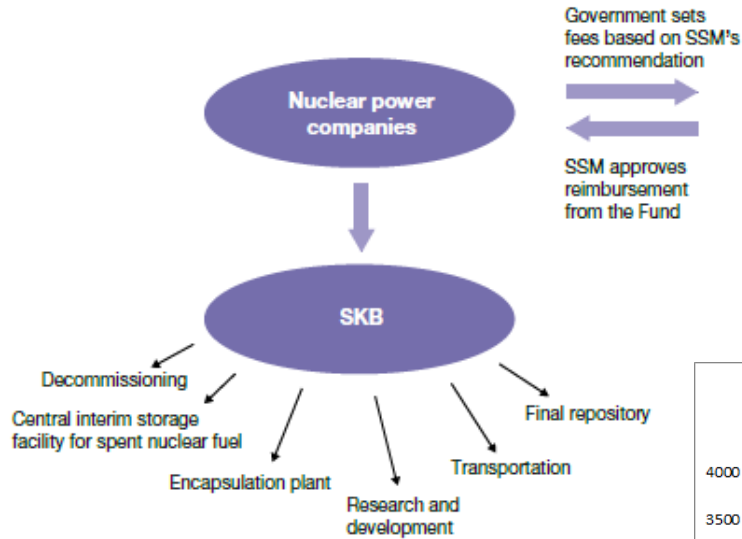 Government sets
fees based on SSM's
recommendation
Nuclear power
companies
SSM approves
reimbursement
from the Fund
SKB
Decommissioning
Central interim storage
facility for spent nuclear fuel
Encapsulation plant
Research and
development
Transportation
Final repository
4000
3500